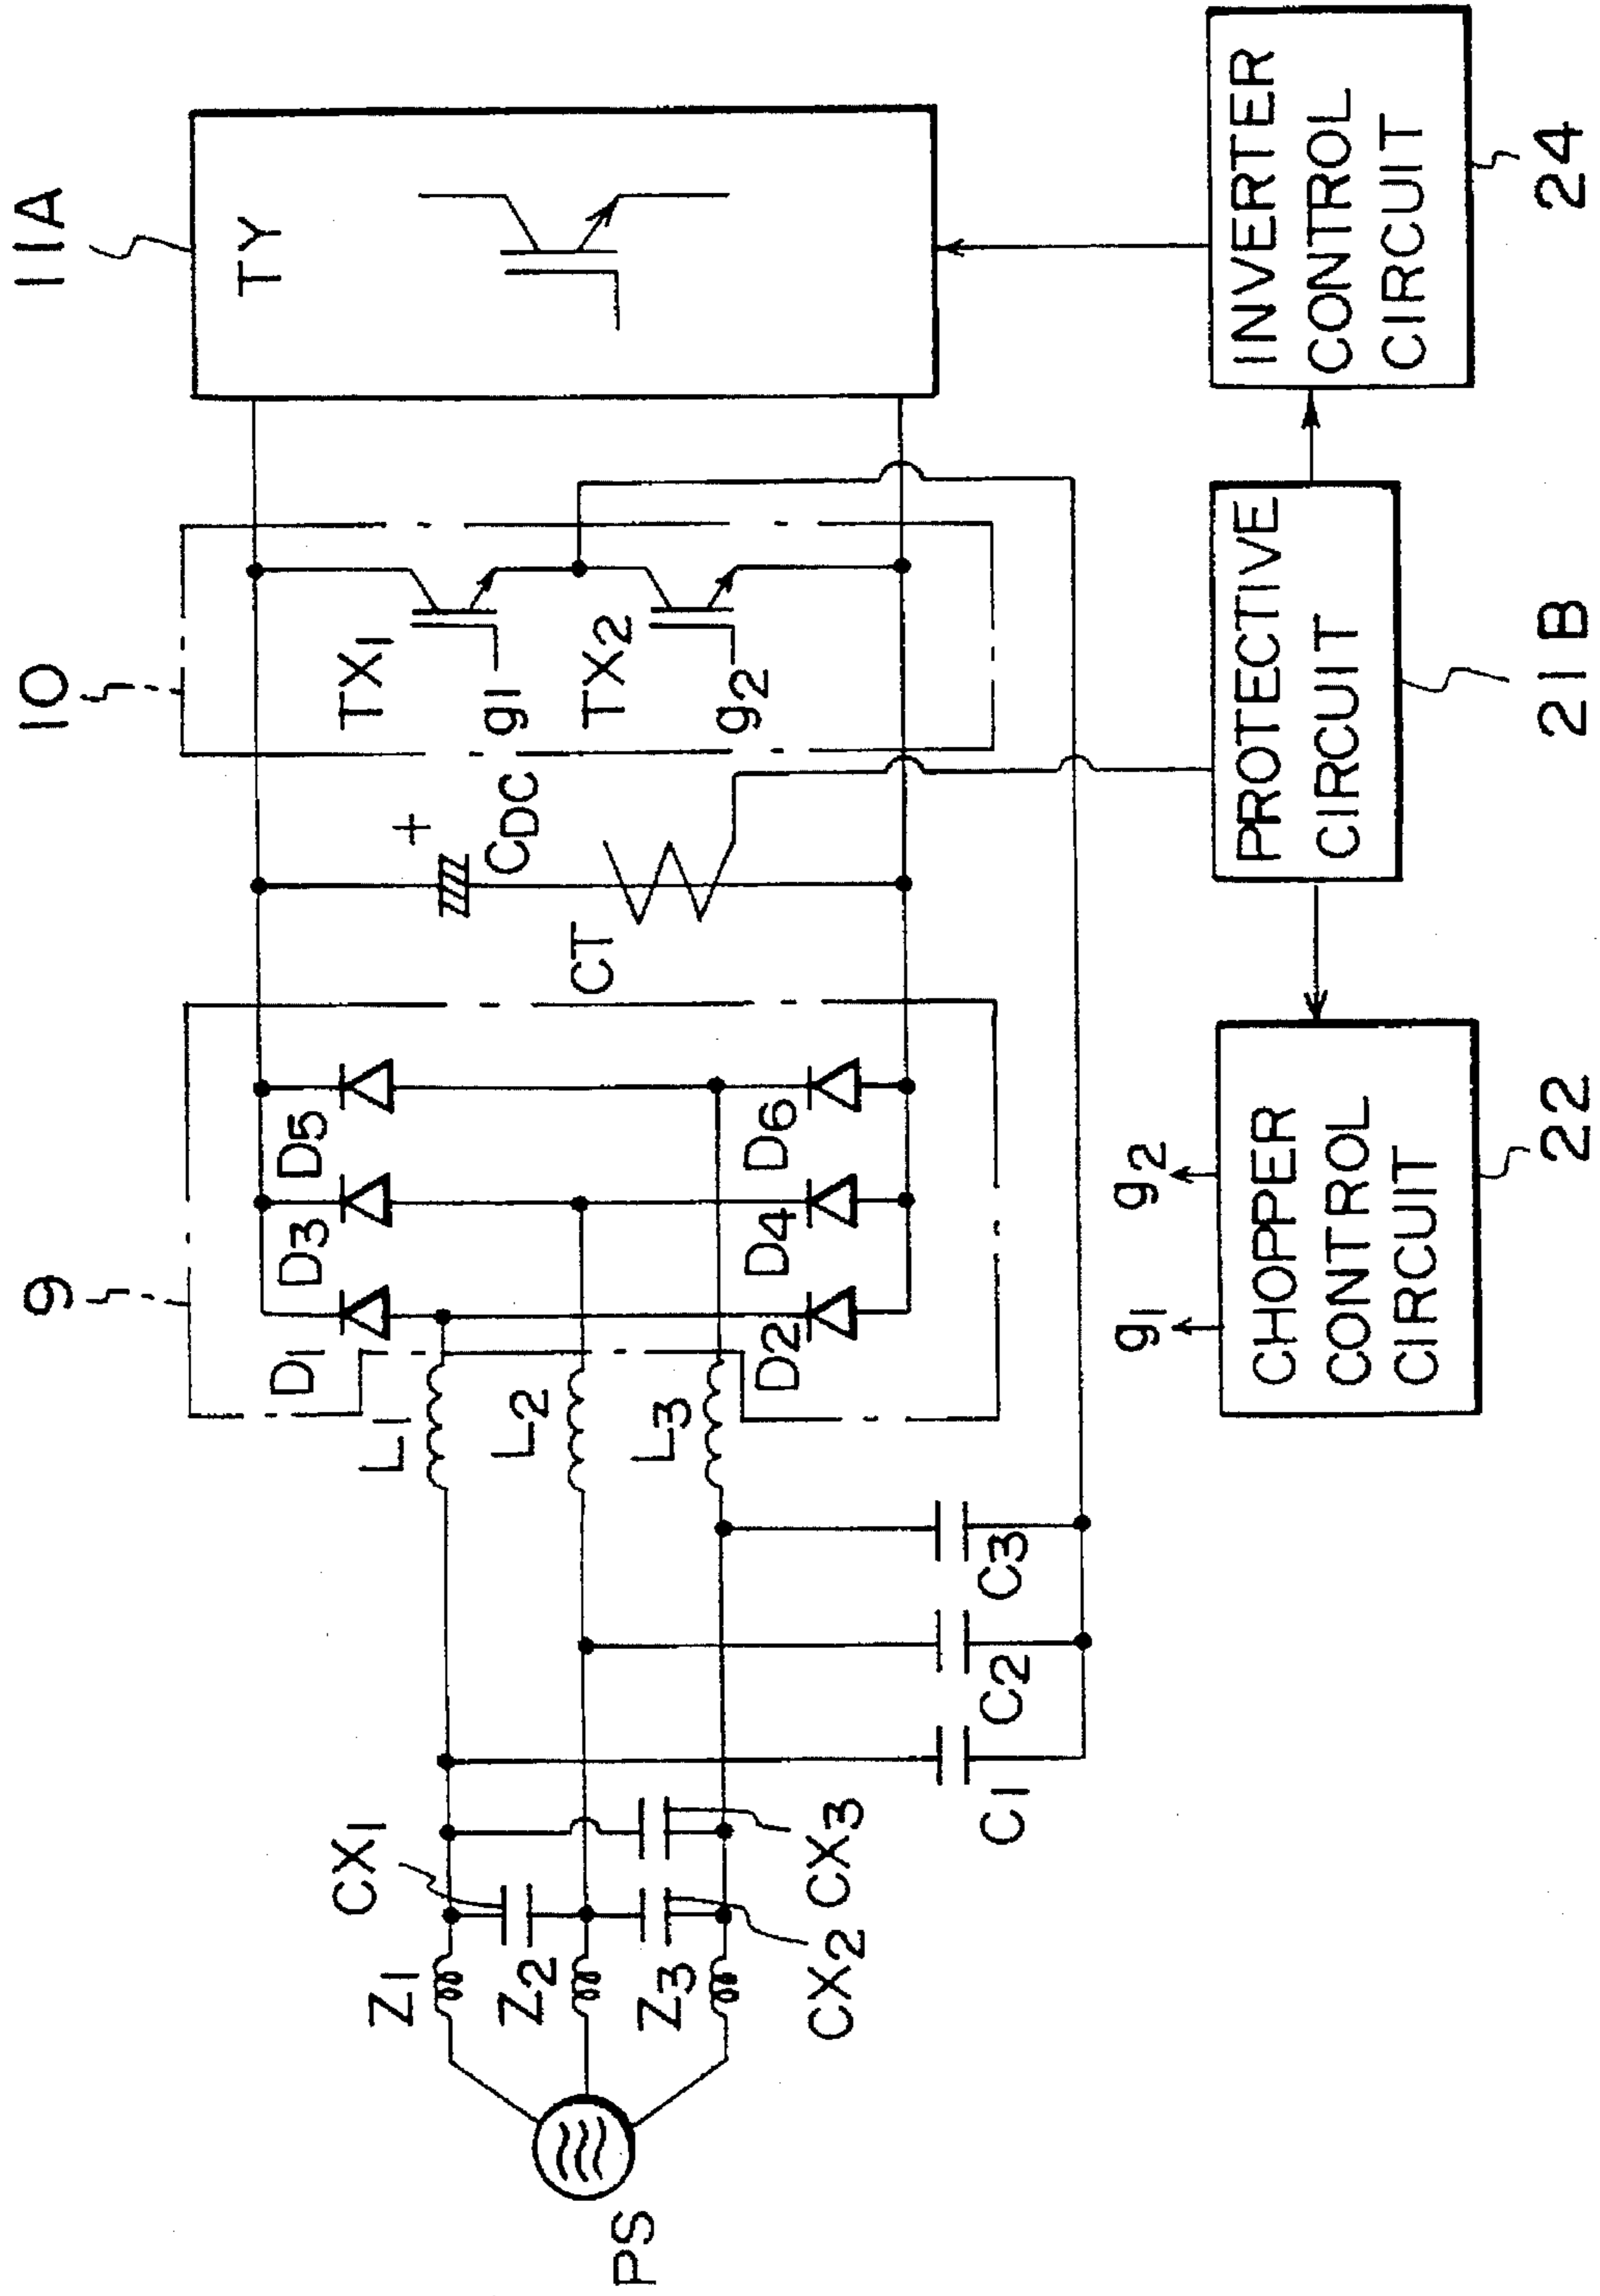 9
10
11A
D1
D3
D5
CDC
+
TX1
g1
TX2
g2
TY
CX1
Z1
Z2
Z3
L1
L2
L3
D2
D4
D6
CT
PS
CX2
CX3
C1
C2
C3
g1
g2
CHOPPER
CONTROL
CIRCUIT
22
PROTECTIVE
CIRCUIT
21B
INVERTER
CONTROL
CIRCUIT
24